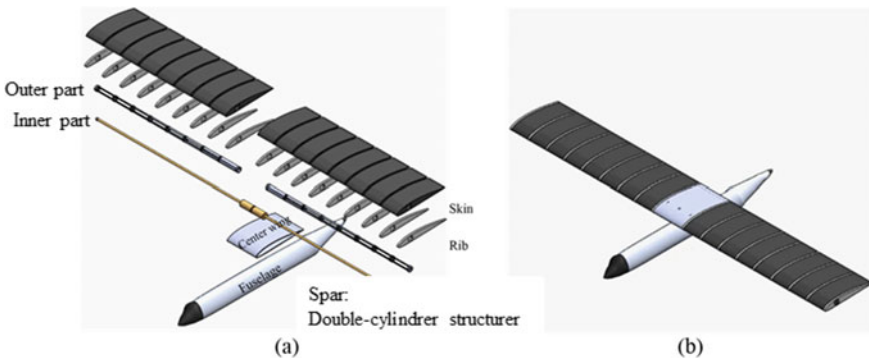 Outer part
Inner part
Skin
Center wing
Rib
Fuselage
Spar:
Double-cylindrer structurer
(a)
(b)